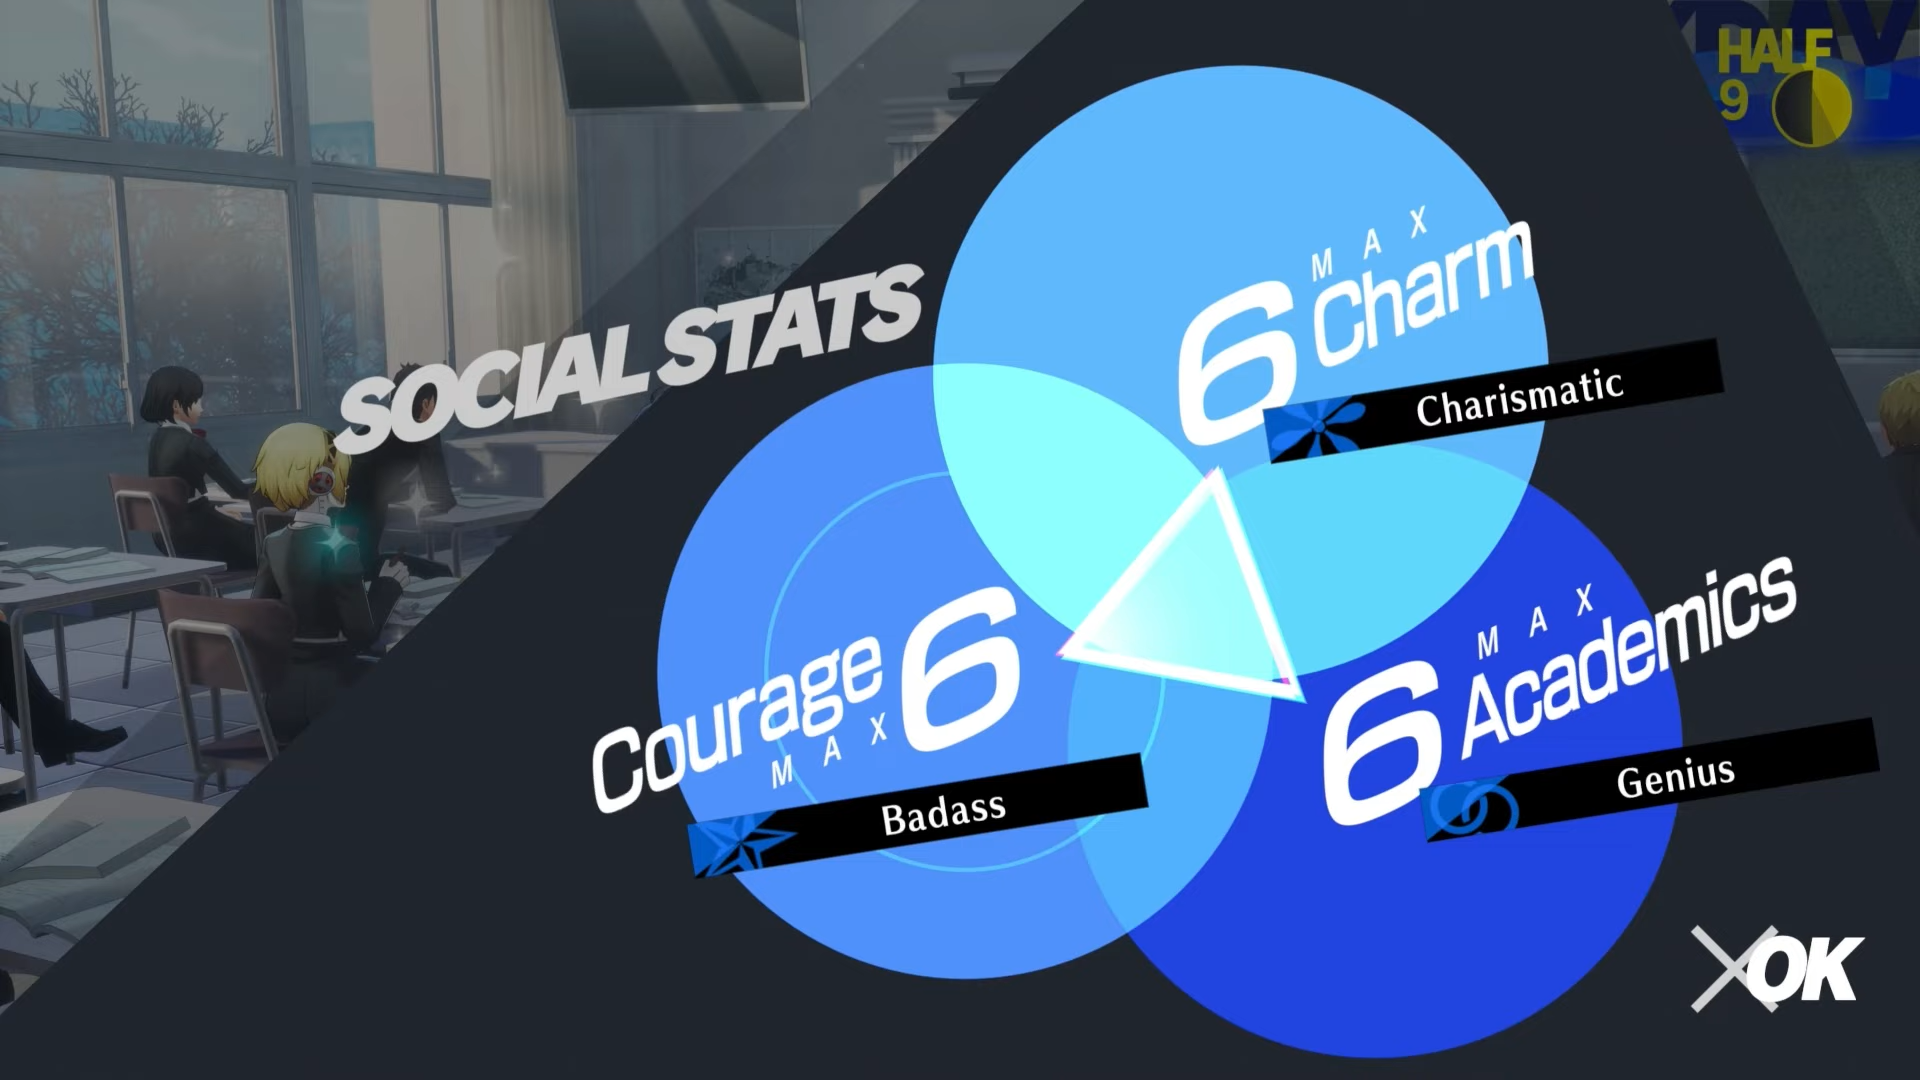 HALF
9
SOCIAL STATS
MAX
6 Charm
Charismatic
Courage 6
MAX
Badass
MAX
6 Academics
Genius
OK